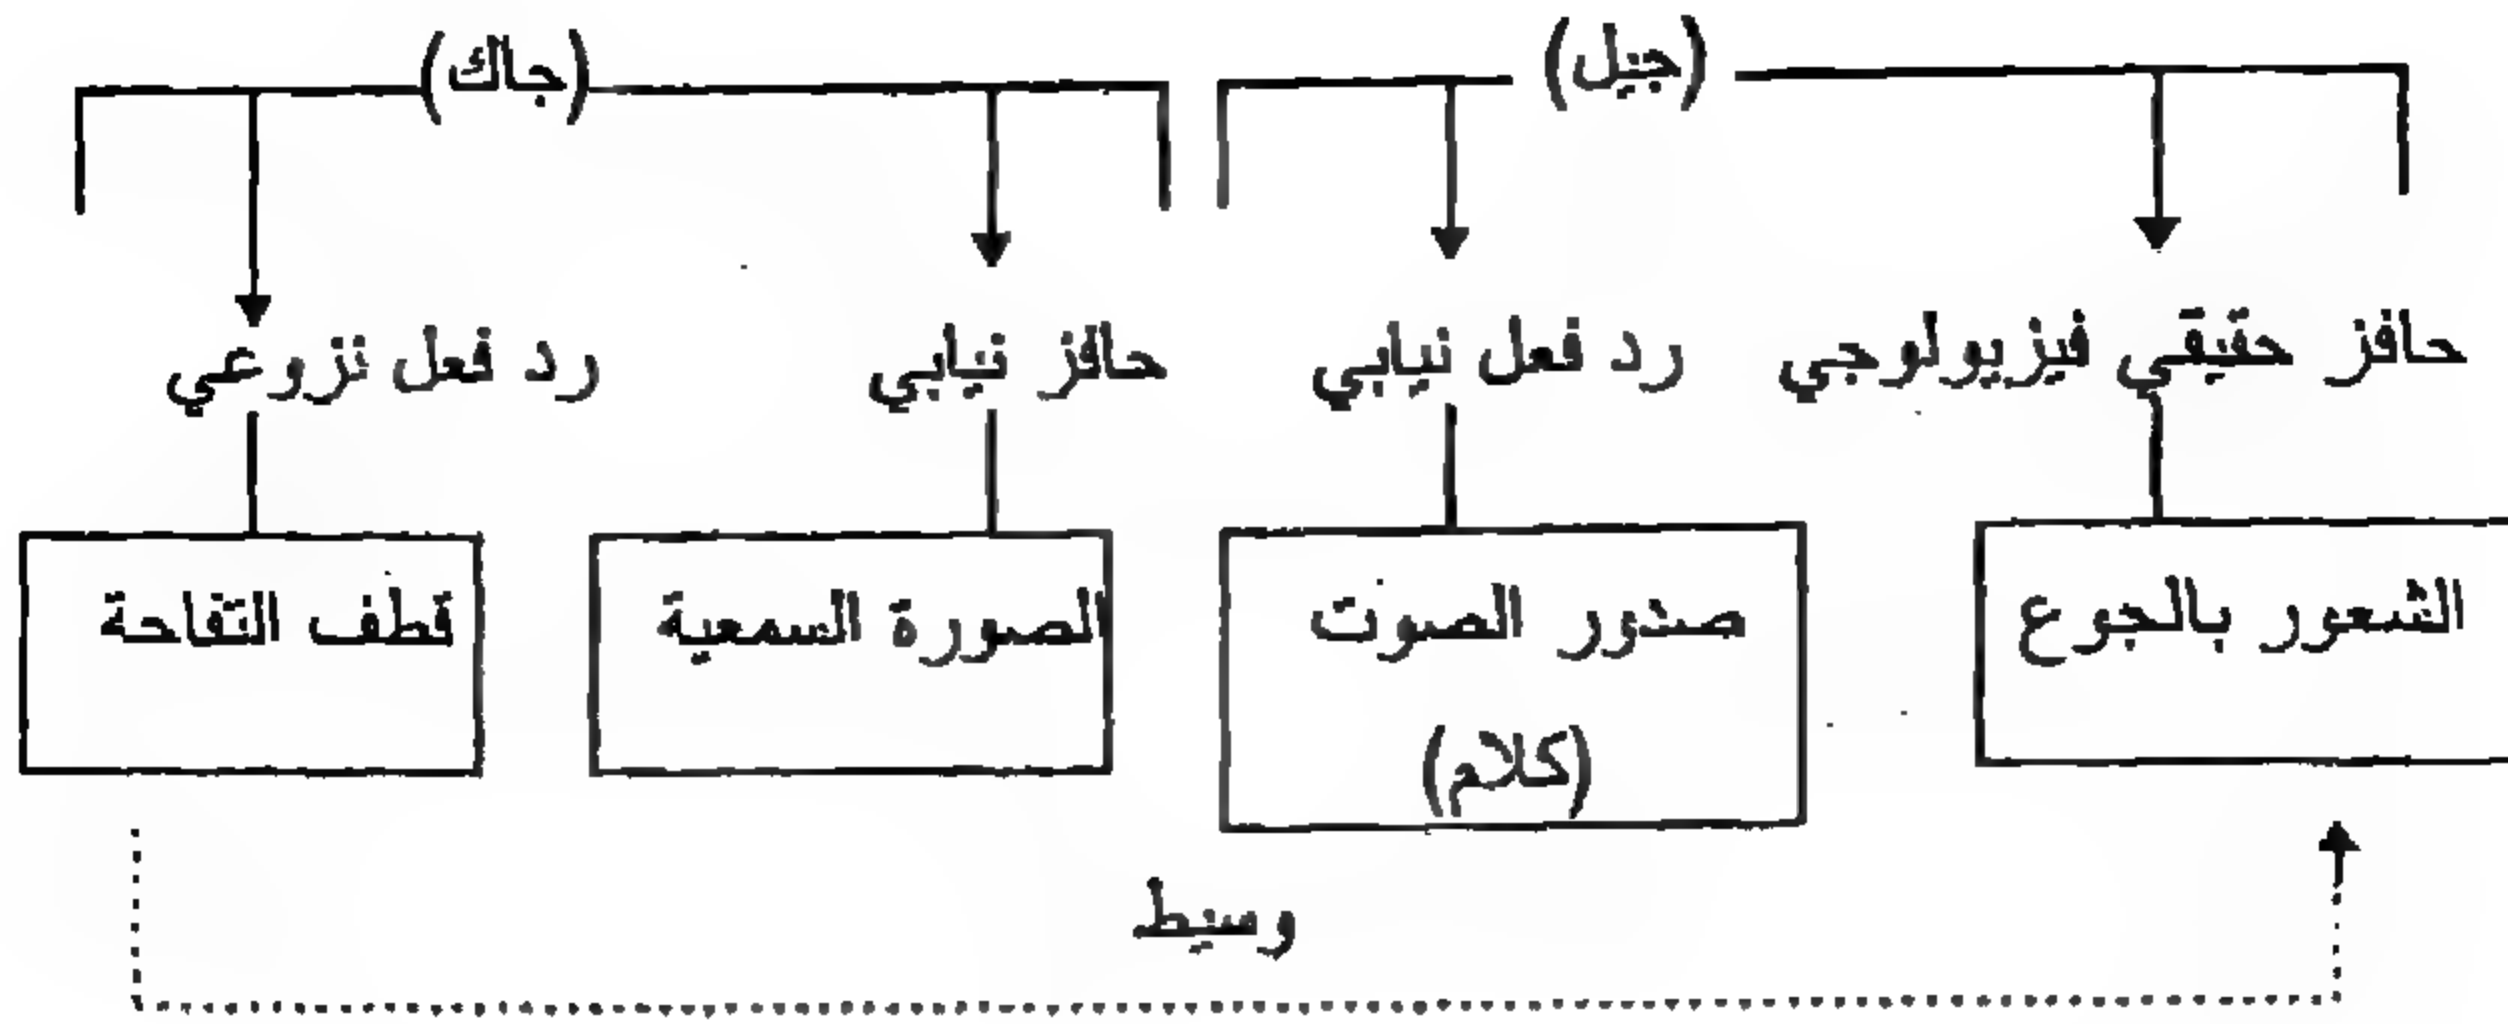 (جيل)
(جاك)
حافز حقيقي فيزيولوجي
رد فعل نيابي
حافز نيابي
رد فعل نزوعي
الشعور بالجوع
صدور الصوت
(كلام)
الصورة السمعية
قطف التفاحة
وسيط